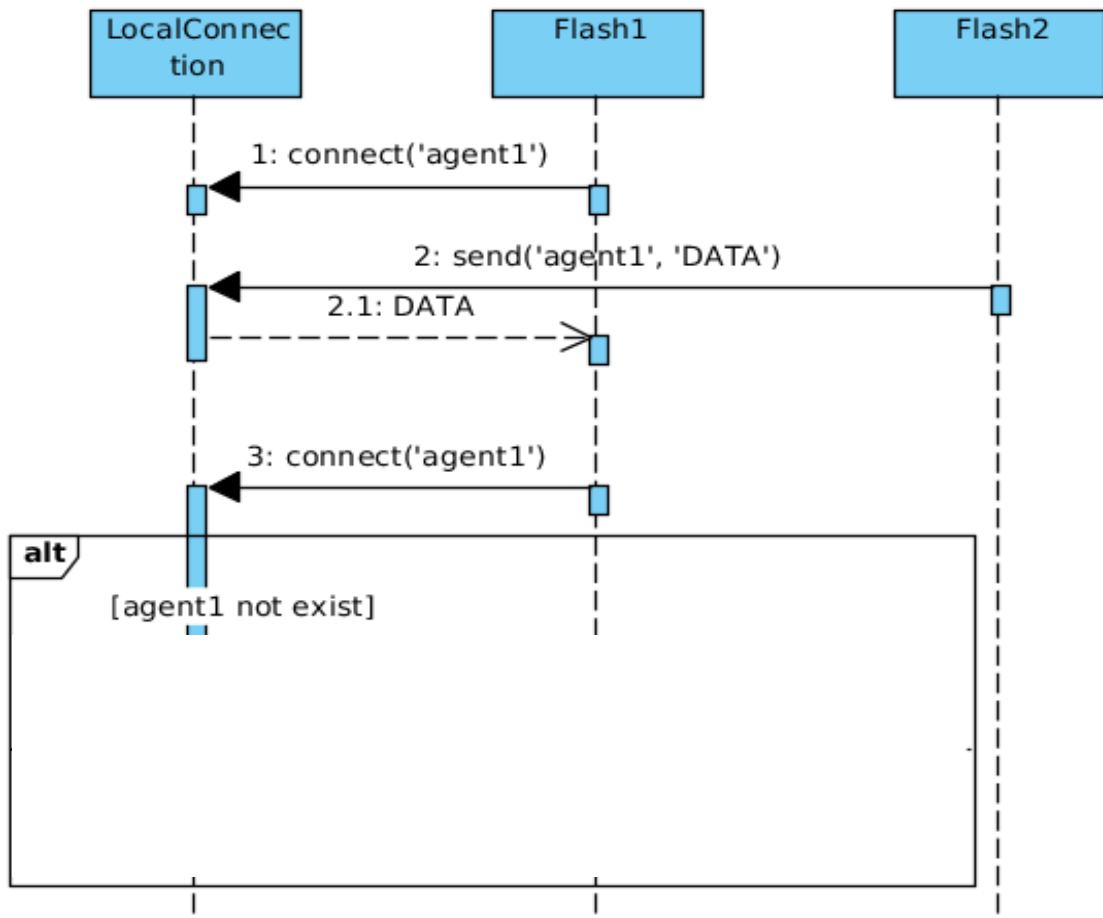 LocalConnec
tion
Flash1
Flash2
1: connect('agent1')
2: send('agent1', 'DATA')
2.1: DATA
3: connect('agent1')
alt
[agent1 not exist]